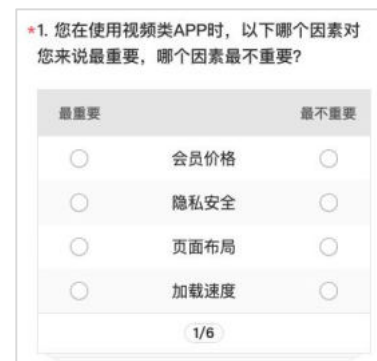 *1. 您在使用视频类APP时，以下哪个因素对
您来说最重要，哪个因素最不重要?
最重要 最不重要
会员价格
隐私安全
页面布局
加载速度
1/6